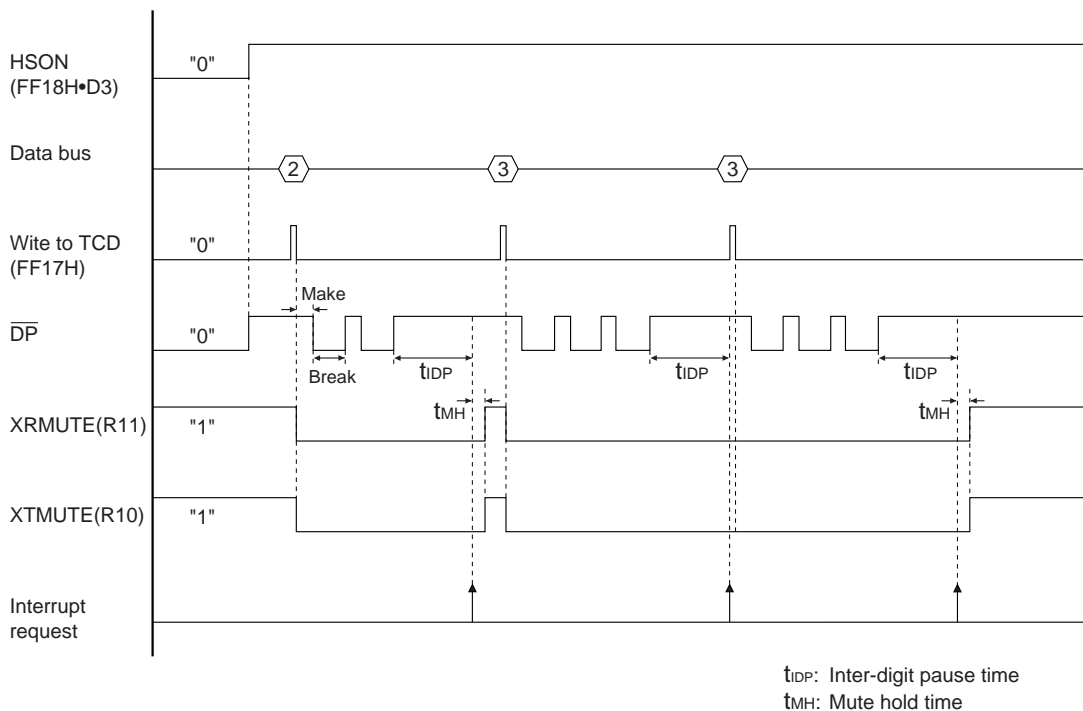 HSON
(FF18H•D3)
"0"
Data bus
2
3
3
Wite to TCD
(FF17H)
"0"
Make
DP
"0"
Break
tIDP
tIDP
tIDP
tMH
tMH
XRMUTE(R11)
"1"
XTMUTE(R10)
"1"
Interrupt
request
tIDP: Inter-digit pause time
tMH: Mute hold time